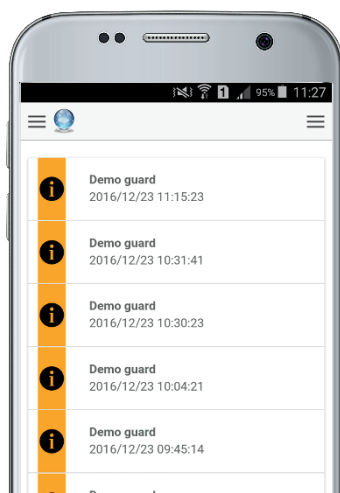 1 95% 11:27
Demo guard
2016/12/23 11:15:23
Demo guard
2016/12/23 10:31:41
Demo guard
2016/12/23 10:30:23
Demo guard
2016/12/23 10:04:21
Demo guard
2016/12/23 09:45:14